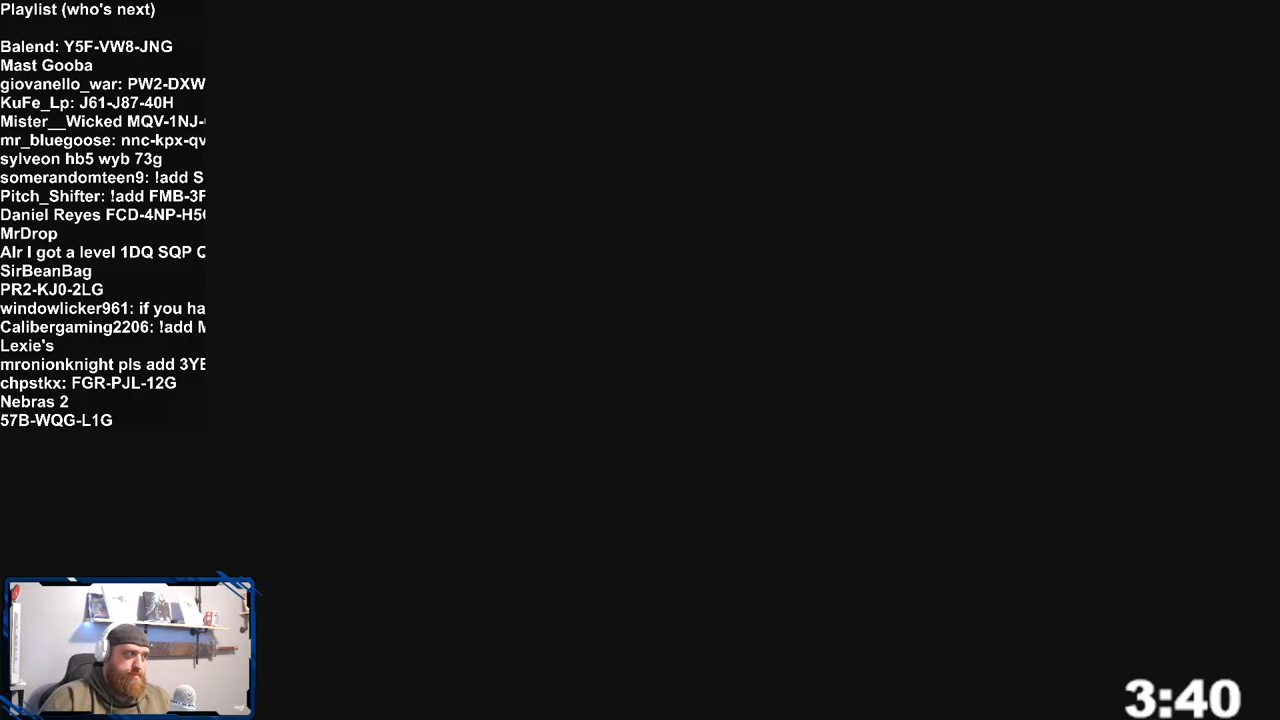 Playlist (who's next)
Balend: Y5F-VW8-JNG
Mast Gooba
giovanello_war: PW2-DXW
KuFe_Lp: J61-J87-40H
Mister__Wicked MQV-1NJ-
mr_bluegoose: nnc-kpx-qv
sylveon hb5 wyb 73g
somerandomteen9: !add S
Pitch_Shifter: !add FMB-3F
Daniel Reyes FCD-4NP-H5
MrDrop
Alr I got a level 1DQ SQP
SirBeanBag
PR2-KJ0-2LG
windowlicker961: if you ha
Calibergaming2206: !add M
Lexie's
mronionknight pls add 3YE
chpstkx: FGR-PJL-12G
Nebras 2
57B-WQG-L1G
3:40